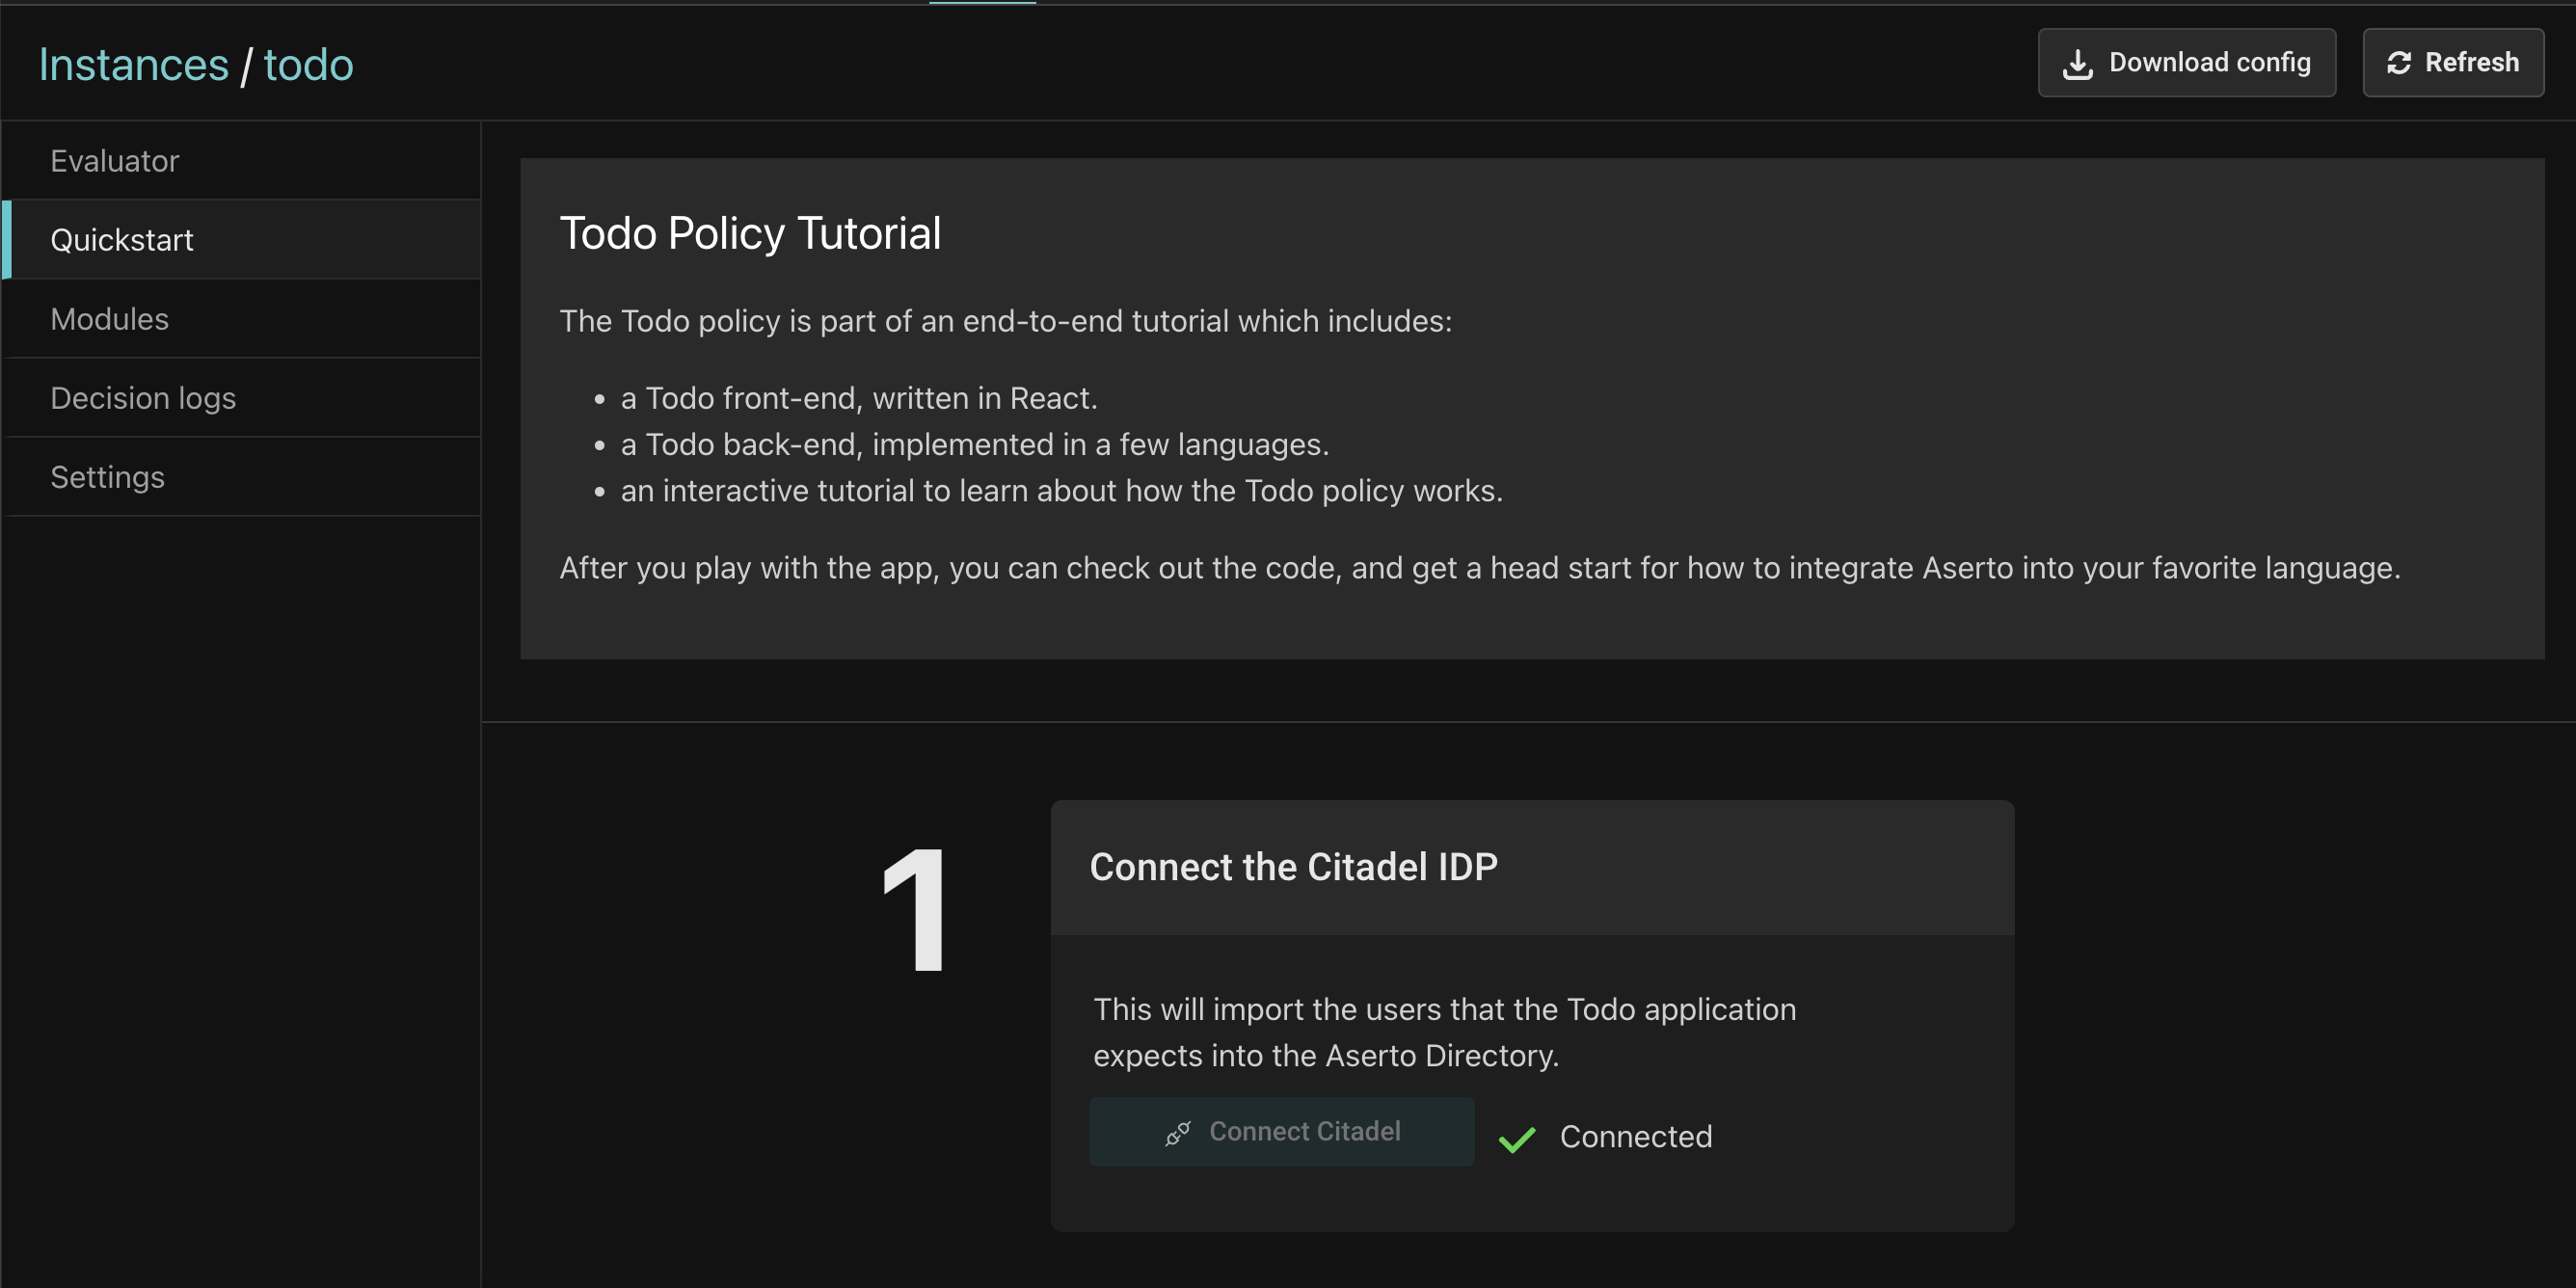 Instances / todo
Download config
Refresh
Evaluator
Quickstart
Modules
Decision logs
Settings
Todo Policy Tutorial
The Todo policy is part of an end-to-end tutorial which includes:
• a Todo front-end, written in React.
• a Todo back-end, implemented in a few languages.
• an interactive tutorial to learn about how the Todo policy works.
After you play with the app, you can check out the code, and get a head start for how to integrate Aserto into your favorite language.
1
Connect the Citadel IDP
This will import the users that the Todo application
expects into the Aserto Directory.
Connect Citadel
Connected